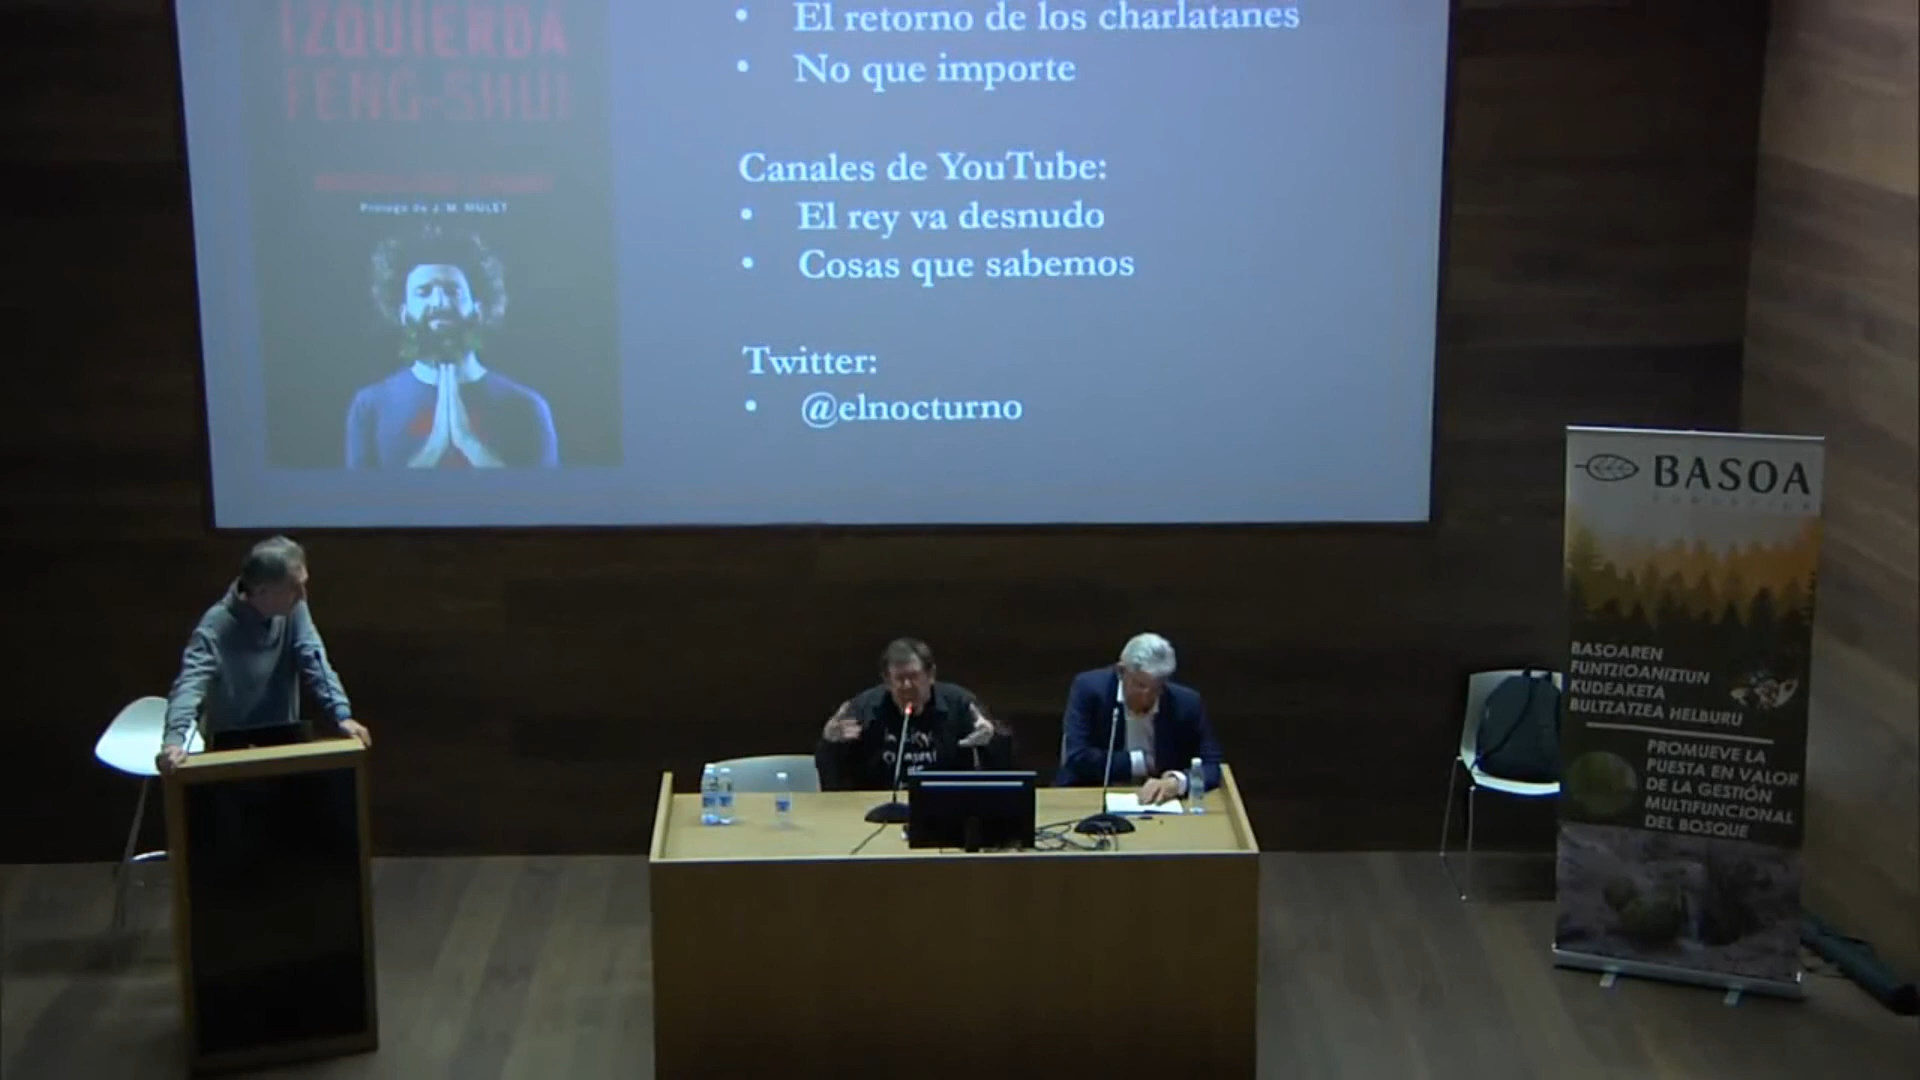 IZQUIERDA
FENG-SHUI
Prólogo de J. M. MULET
• El retorno de los charlatanes
• No que importe
Canales de YouTube:
• El rey va desnudo
• Cosas que sabemos
Twitter:
• @elnocturno
BASOA
BASOAREN
FUNTZIOANIZTUN
KUDEAKETA
BULTZATZEA HELBURU
PROMUEVE LA
PUESTA EN VALOR
DE LA GESTIÓN
MULTIFUNCIONAL
DEL BOSQUE